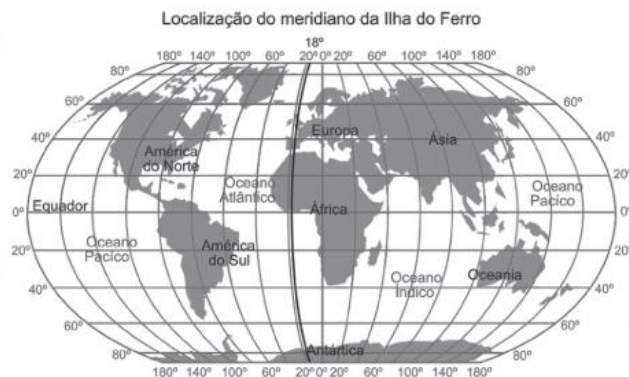 Localização do meridiano da Ilha do Ferro
18º
180º 140º 100º 60º 20º 20º 0º 20º 60º 100º 140º 180º
80º 80º
60º 60º
40º 40º
Europa Ásia
América
do Norte
20º 20º
Oceano
Atlântico
Oceano
Pacíco
Equador 0º África 0º
Oceano
Pacíco
América
do Sul
20º 20º
Oceano
Índico
Oceania
40º 40º
60º 60º
80º Antártica 80º
180º 140º 100º 60º 20º 0º 20º 60º 100º 140º 180º